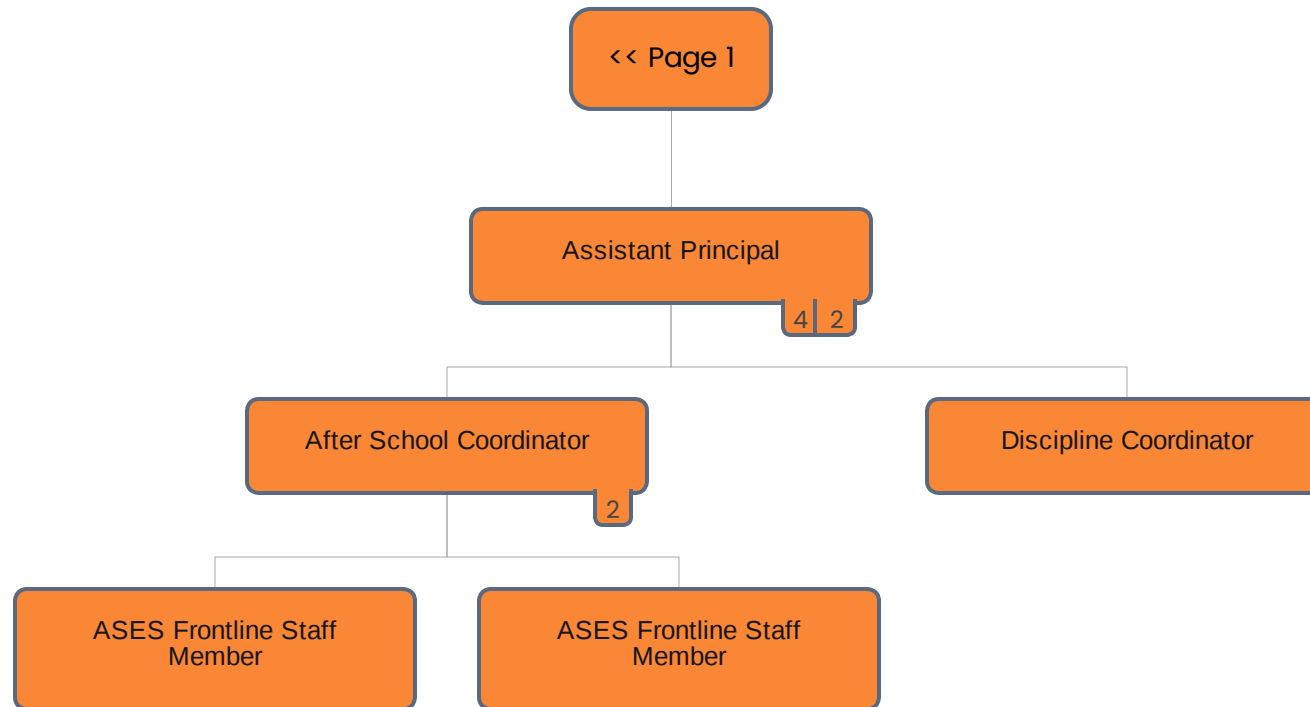 << Page 1
Assistant Principal
4 2
After School Coordinator
Discipline Coordinator
2
ASES Frontline Staff
Member
ASES Frontline Staff
Member